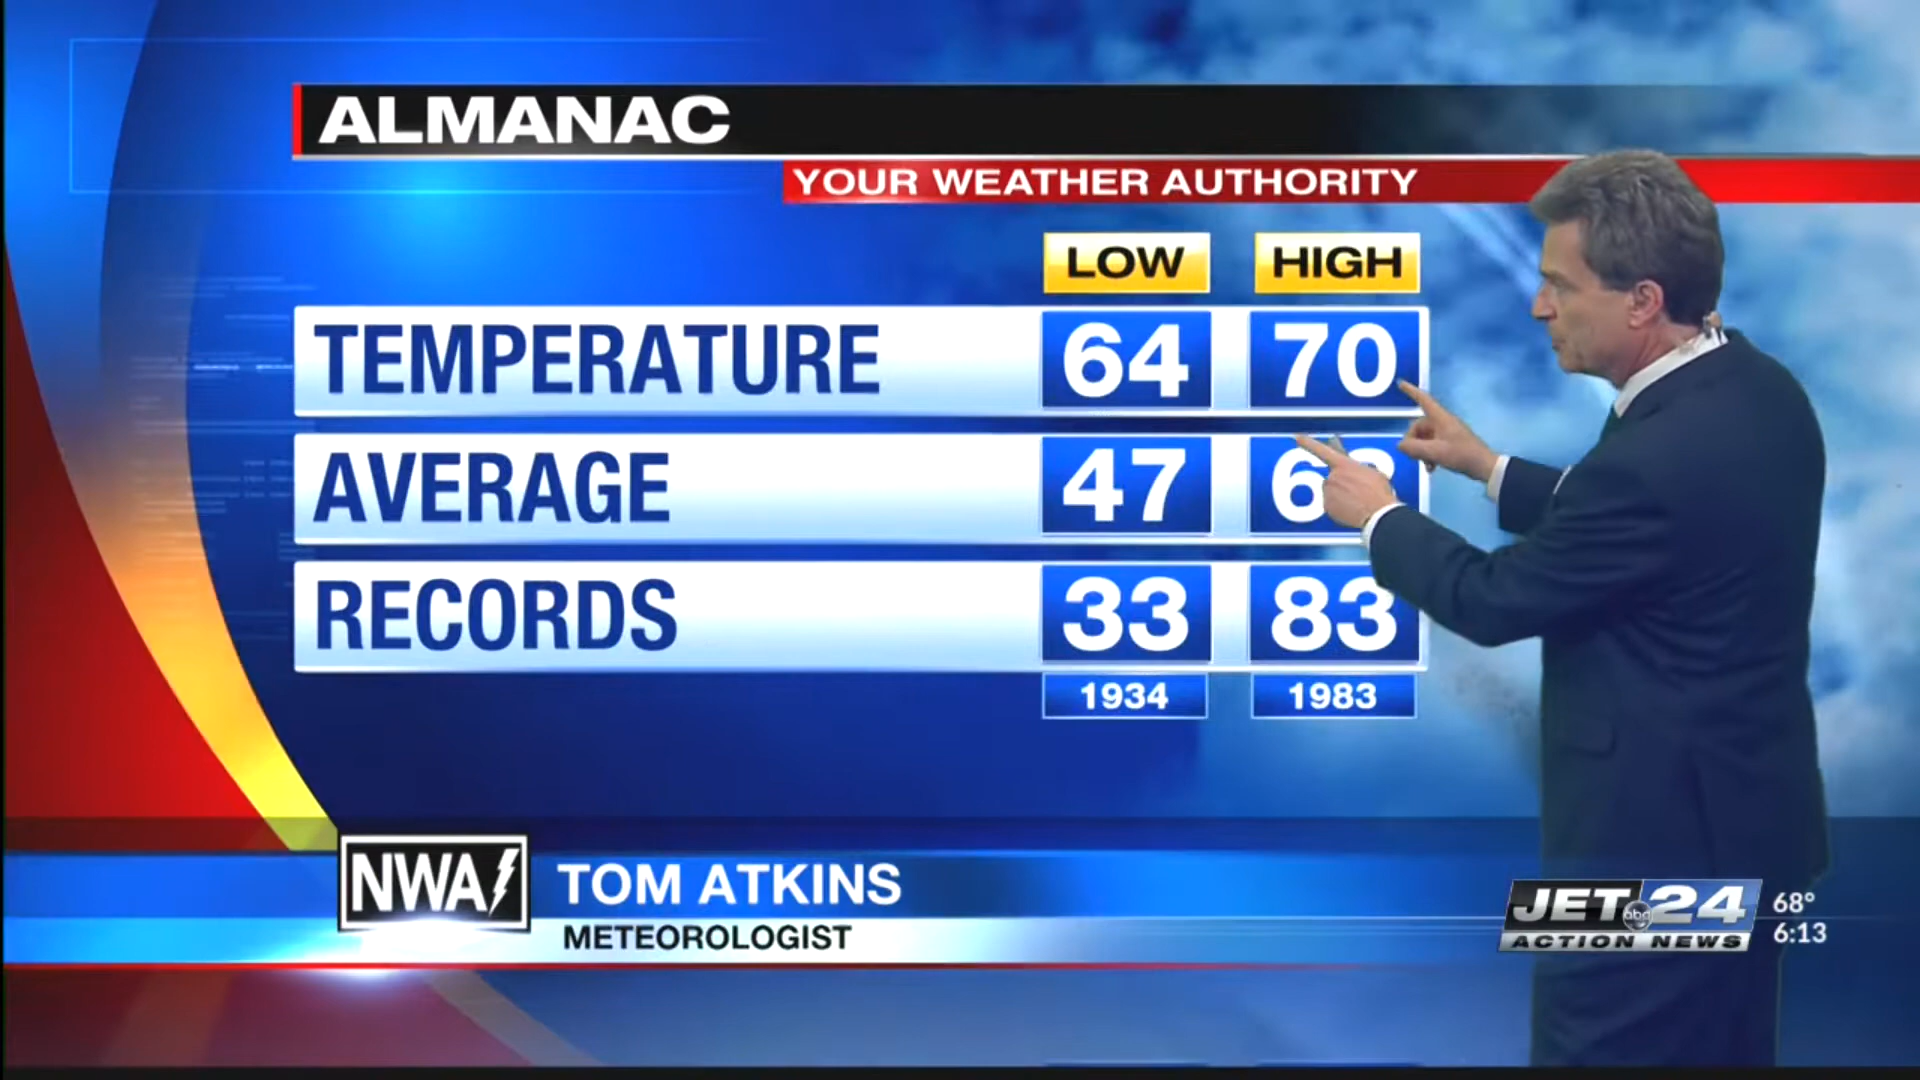 ALMANAC
YOUR WEATHER AUTHORITY
LOW HIGH
TEMPERATURE 64 70
AVERAGE 47
RECORDS 33 83
1934 1983
NWA TOM ATKINS
METEOROLOGIST
JET abc 24 68°
ACTION NEWS 6:13